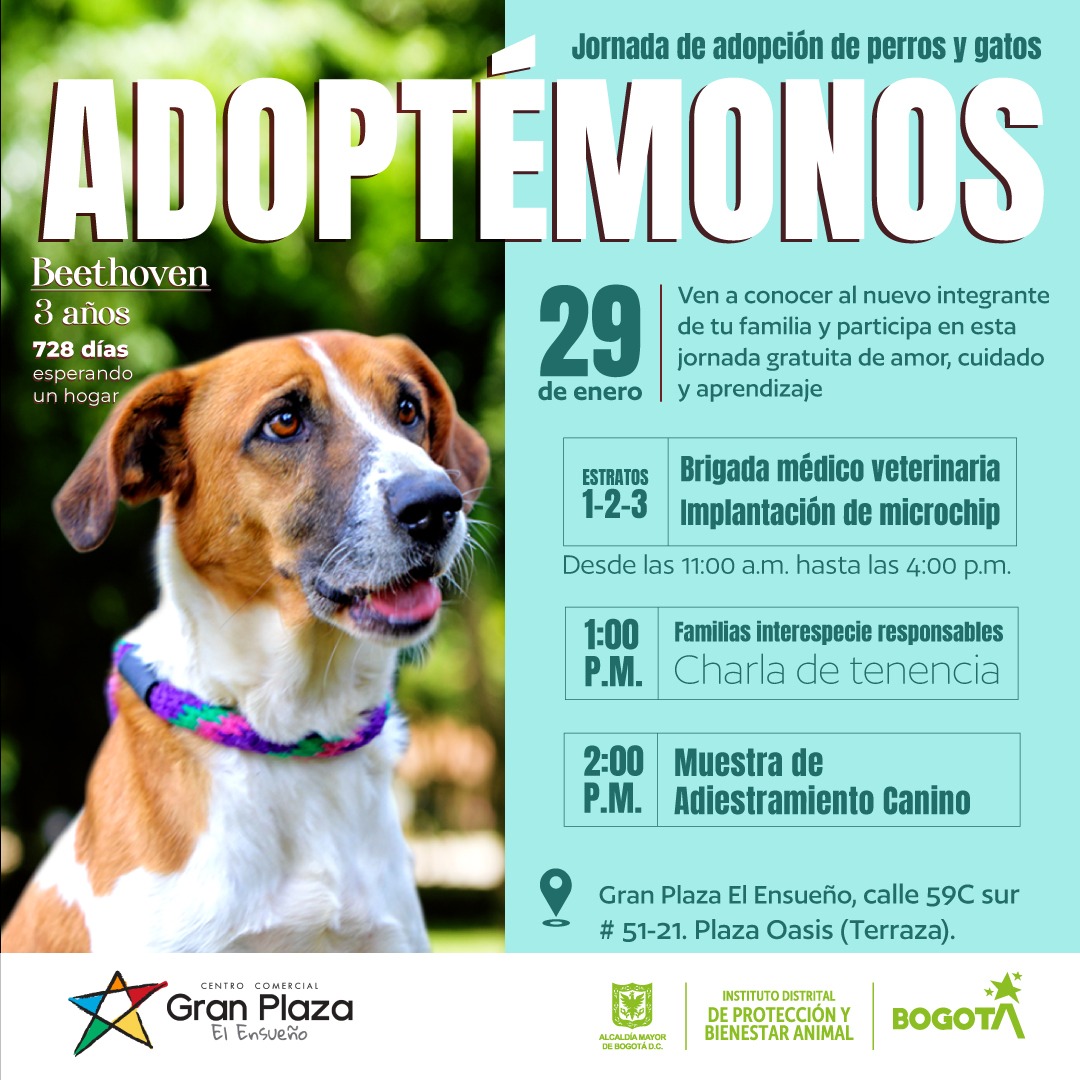 Jornada de adopción de perros y gatos
ADOPTÉMONOS
Beethoven
3 años
728 días
esperando
un hogar
29
de enero
Ven a conocer al nuevo integrante
de tu familia y participa en esta
jornada gratuita de amor, cuidado
y aprendizaje
ESTRATOS
1-2-3
Brigada médico veterinaria
Implantación de microchip
Desde las 11:00 a.m. hasta las 4:00 p.m.
1:00
P.M.
Familias interespecie responsables
Charla de tenencia
2:00
P.M.
Muestra de
Adiestramiento Canino
Gran Plaza El Ensueño, calle 59C sur
# 51-21. Plaza Oasis (Terraza).
CENTRO COMERCIAL
Gran Plaza
El Ensueño
ALCALDÍA MAYOR
DE BOGOTÁ D.C.
INSTITUTO DISTRITAL
DE PROTECCIÓN Y
BIENESTAR ANIMAL
BOGOTÁ